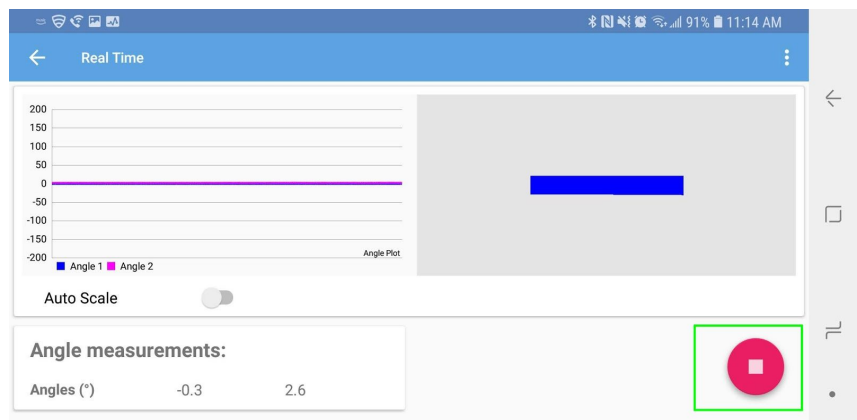 91% 11:14 AM
Real Time
200
150
100
50
0
-50
-100
-150
-200
Angle Plot
Angle 1 Angle 2
Auto Scale
Angle measurements:
Angles (°) -0.3 2.6